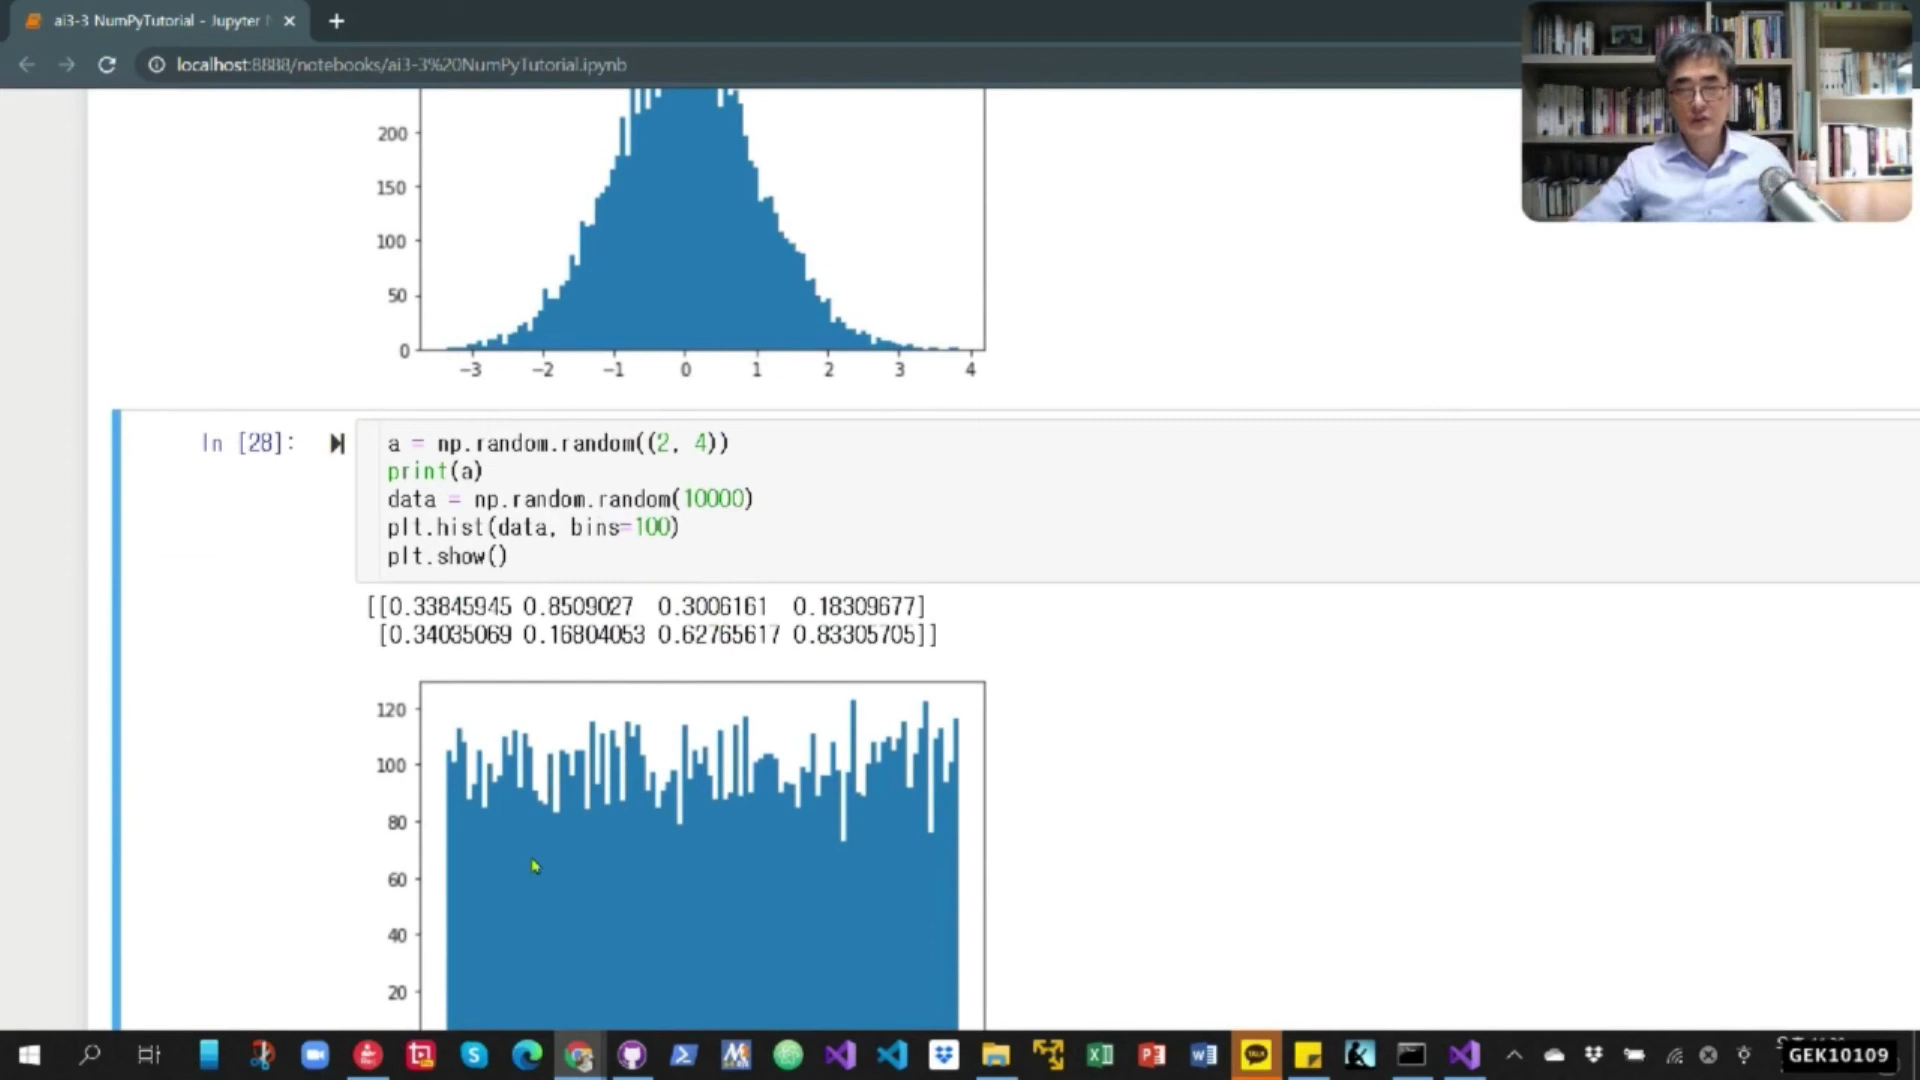 ai3-3 NumPyTutorial - Jupyter
localhost:8888/notebooks/ai3-3%20NumPyTutorial.ipynb
200
150
100
50
0
−3 −2 −1 0 1 2 3 4
In [28]:
a = np.random.random((2, 4))
print(a)
data = np.random.random(10000)
plt.hist(data, bins=100)
plt.show()
[[0.33845945 0.8509027 0.3006161 0.18309677]
[0.34035069 0.16804053 0.62765617 0.83305705]]
120
100
80
60
40
20
TALK
GEK10109